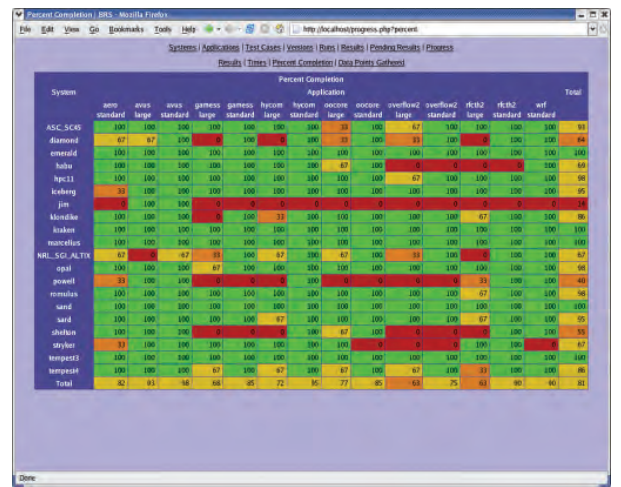 Percent Completion | BRS - Mozilla Firefox
File Edit View Go Bookmarks Tools Help http://localhost/progress.php?percent
Systems | Applications | Test Cases | Versions | Runs | Results | Pending Results | Progress
Results | Times | Percent Completion | Data Points Gathered
Percent Completion
System Application Total
aero avus avus gamess gamess hycom hycom oocore oocore overflow2 overflow2 rfcth2 rfcth2 wrf
standard large standard large standard large standard large standard large standard large standard standard
ASC_SC45 100 100 100 100 100 100 100 33 100 67 100 100 100 100 93
diamond 67 67 100 0 100 0 100 33 100 33 100 0 100 100 64
emerald 100 100 100 100 100 100 100 100 100 100 100 100 100 100 100
habu 100 100 100 100 100 100 100 67 100 0 0 0 0 100 69
hpc11 100 100 100 100 100 100 100 100 100 67 100 100 100 100 98
iceberg 33 100 100 100 100 100 100 100 100 100 100 100 100 100 95
jim 0 100 100 0 0 0 0 0 0 0 0 0 0 0 14
klondike 100 100 100 0 100 33 100 100 100 100 100 67 100 100 86
kraken 100 100 100 100 100 100 100 100 100 100 100 100 100 100 100
marcellus 100 100 100 100 100 100 100 100 100 100 100 100 100 100 100
NRL_SGI_ALTIX 67 0 67 33 100 67 100 67 100 33 100 0 100 100 67
opal 100 100 100 67 100 100 100 100 100 100 100 100 100 100 98
powell 33 100 100 0 0 0 100 0 0 0 0 33 100 100 40
romulus 100 100 100 100 100 100 100 100 100 100 100 67 100 100 98
sand 100 100 100 100 100 100 100 100 100 100 100 100 100 100 100
sard 100 100 100 100 100 67 100 100 100 100 100 67 100 100 95
shelton 100 100 100 0 0 0 100 67 100 0 0 0 100 100 55
stryker 33 100 100 100 100 100 100 100 0 0 0 100 100 0 67
tempest3 100 100 100 100 100 100 100 100 100 100 100 100 100 100 100
tempest4 100 100 100 67 100 67 100 67 100 67 100 33 100 100 86
Total 82 93 98 68 85 72 95 77 85 63 75 63 90 90 81
Done